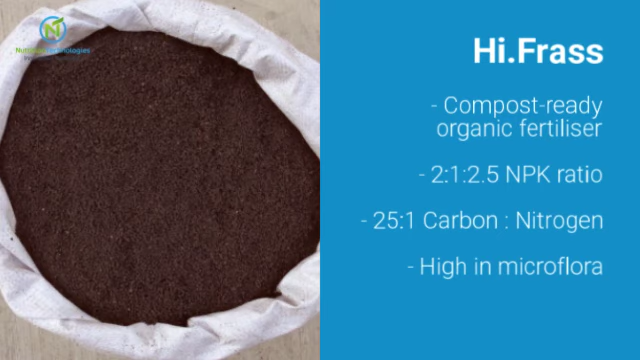 Hi.Frass
- Compost-ready
organic fertiliser
- 2:1:2.5 NPK ratio
- 25:1 Carbon : Nitrogen
- High in microflora